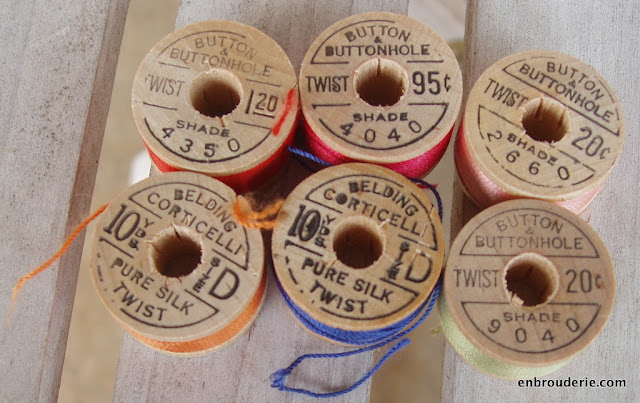 BUTTON
&
BUTTONHOLE
TWIST 1 20
SHADE
4350
BUTTON
&
BUTTONHOLE
TWIST 95¢
SHADE
4040
BUTTON
&
BUTTONHOLE
TWIST 20¢
SHADE
2660
BELDING
CORTICELLI
10 YDS. SIZE D
PURE SILK
TWIST
BELDING
CORTICELLI
10 YDS. SIZE D
PURE SILK
TWIST
BUTTON
&
BUTTONHOLE
TWIST 20¢
SHADE
9040
enbrouderie.com